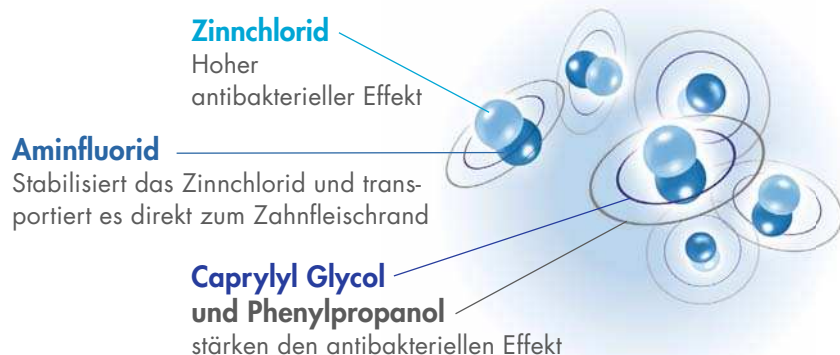 Zinnchlorid
Hoher
antibakterieller Effekt
Aminfluorid
Stabilisiert das Zinnchlorid und trans-
portiert es direkt zum Zahnfleischrand
Caprylyl Glycol
und Phenylpropanol
stärken den antibakteriellen Effekt